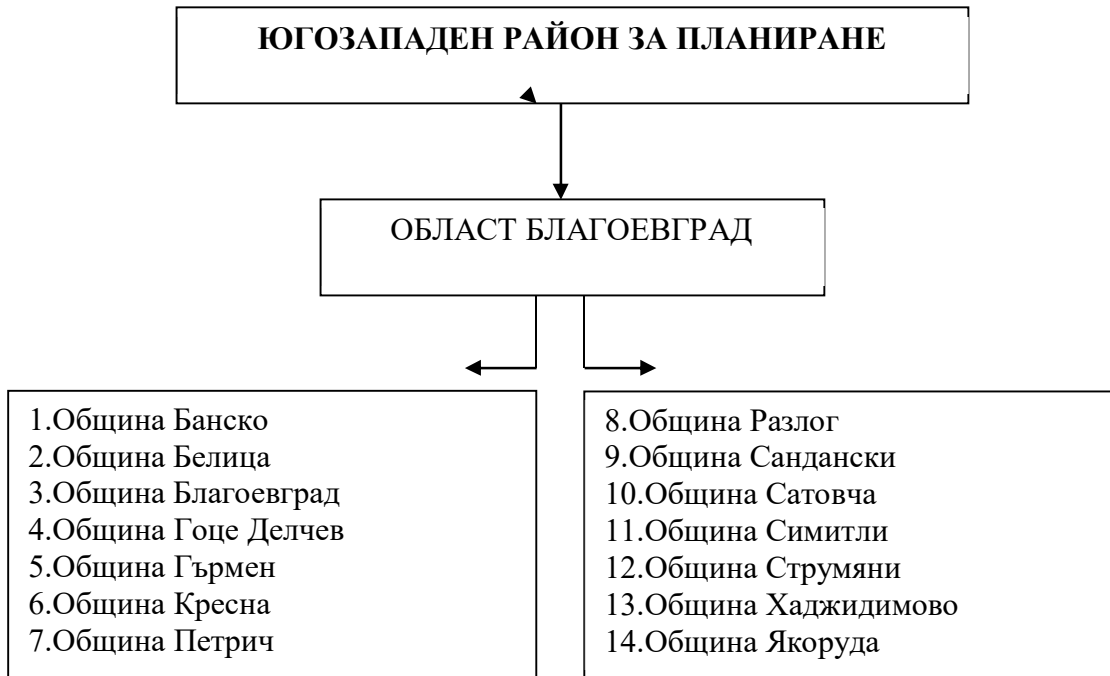 ЮГОЗАПАДЕН РАЙОН ЗА ПЛАНИРАНЕ
ОБЛАСТ БЛАГОЕВГРАД
1.Община Банско
2.Община Белица
3.Община Благоевград
4.Община Гоце Делчев
5.Община Гърмен
6.Община Кресна
7.Община Петрич
8.Община Разлог
9.Община Сандански
10.Община Сатовча
11.Община Симитли
12.Община Струмяни
13.Община Хаджидимово
14.Община Якоруда